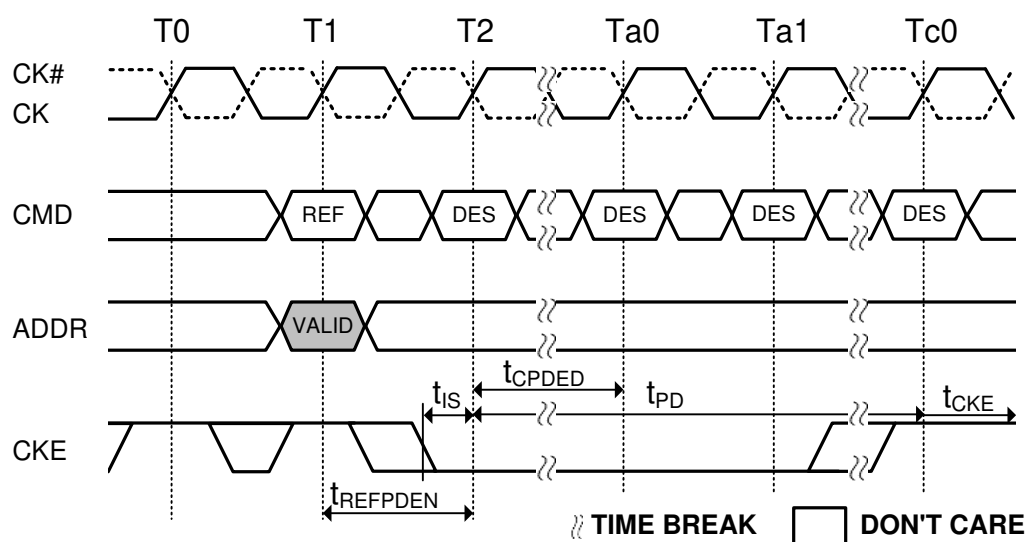 T0 T1 T2 Ta0 Ta1 Tc0
CK#
CK
CMD REF DES DES DES DES
ADDR VALID
tCPDED
tIS tPD tCKE
CKE
tREFPDEN
TIME BREAK DON'T CARE